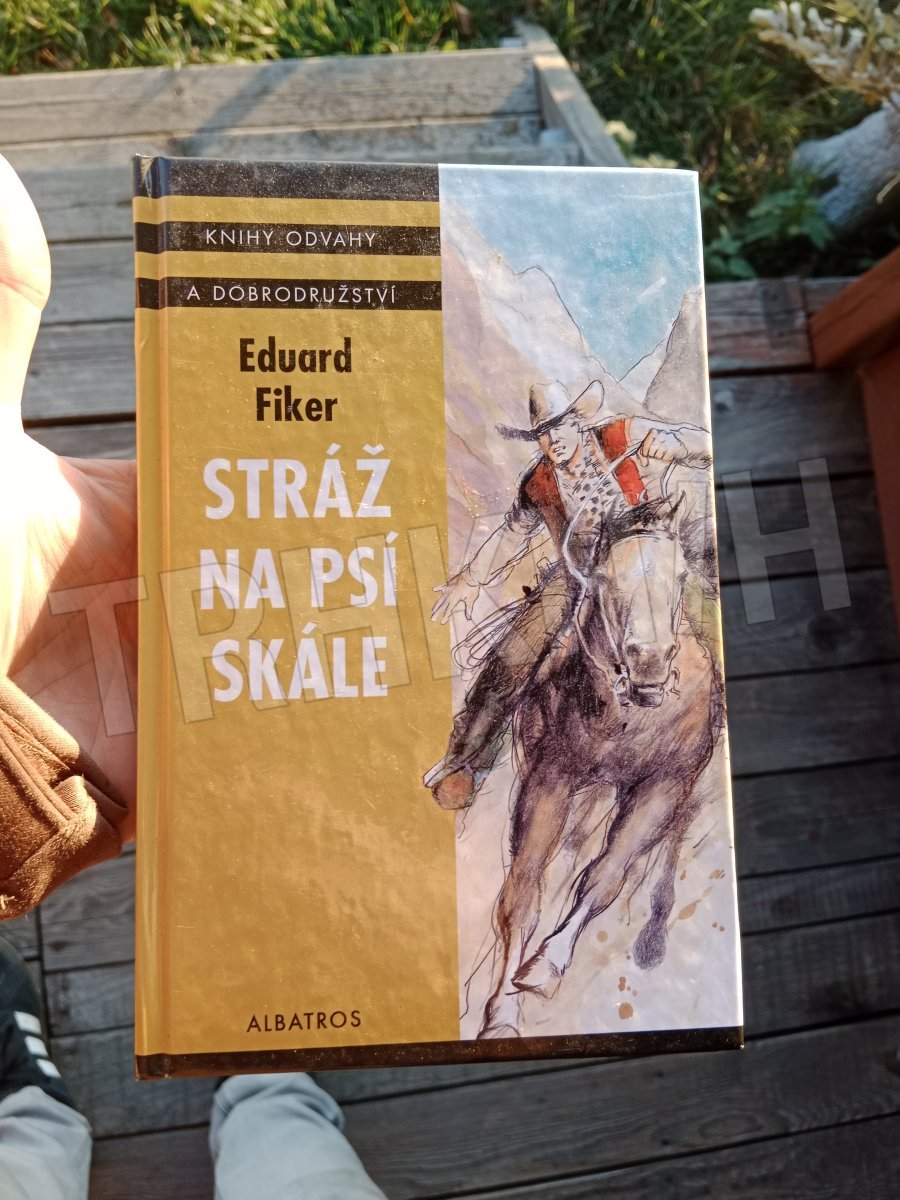 KNIHY ODVAHY
A DOBRODRUŽSTVÍ
Eduard
Fiker
STRÁŽ
NA PSÍ
SKÁLE
ALBATROS